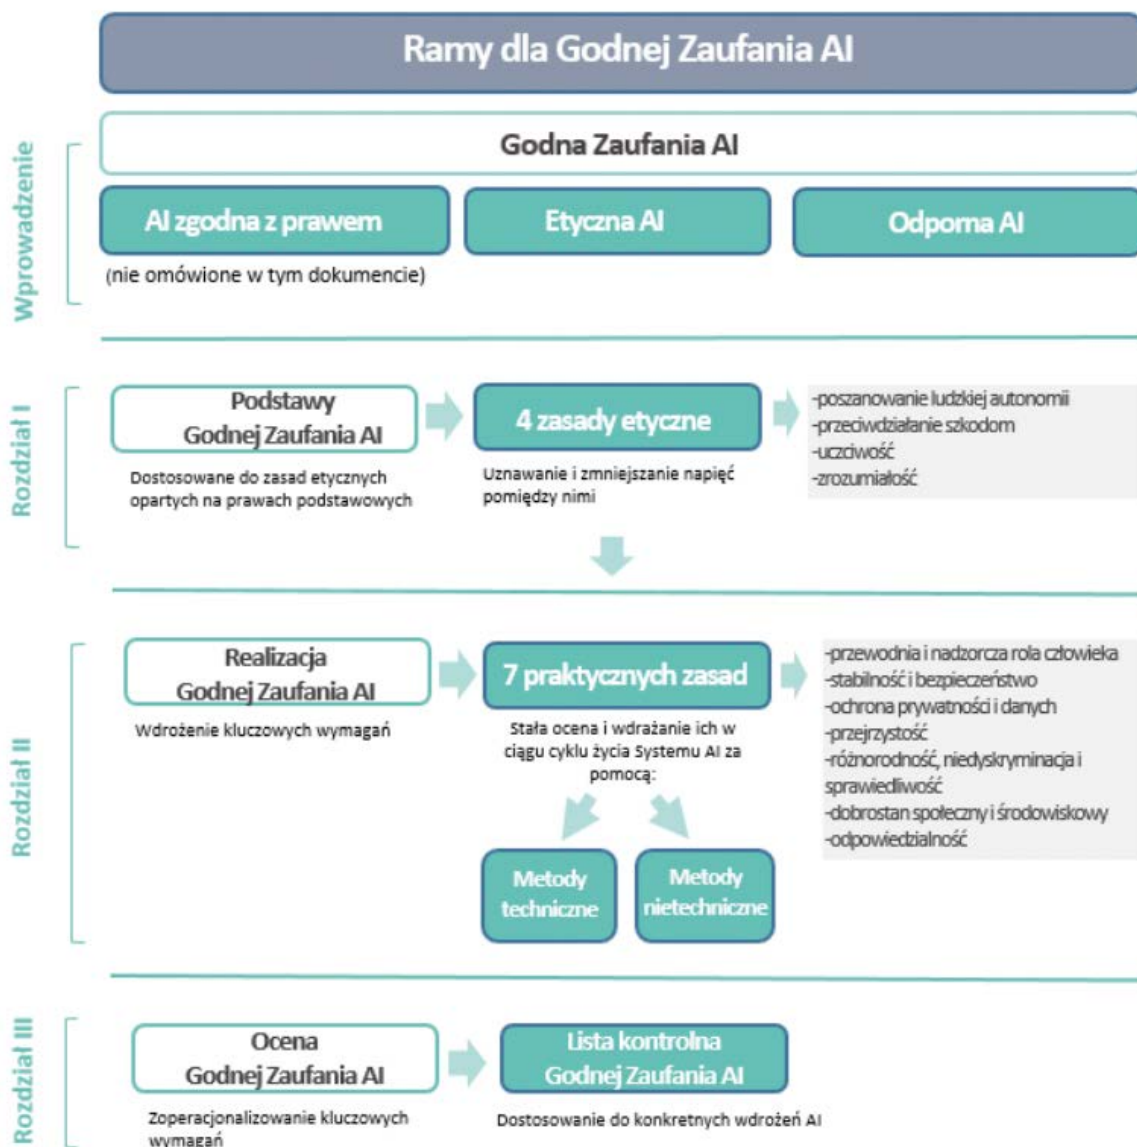 Ramy dla Godnej Zaufania AI
Wprowadzenie
Godna Zaufania AI
AI zgodna z prawem
Etyczna AI
Odporna AI
(nie omówione w tym dokumencie)
Rozdział I
Podstawy
Godnej Zaufania AI
Dostosowane do zasad etycznych
opartych na prawach podstawowych
4 zasady etyczne
Uznawanie i zmniejszanie napięć
pomiędzy nimi
-poszanowanie ludzkiej autonomii
-przeciwdziałanie szkodom
-uczciwość
-zrozumiałość
Rozdział II
Realizacja
Godnej Zaufania AI
Wdrożenie kluczowych wymagań
7 praktycznych zasad
Stała ocena i wdrażanie ich w
ciągu cyklu życia Systemu AI za
pomocą:
Metody
techniczne
Metody
nietechniczne
-przewodnia i nadzorcza rola człowieka
-stabilność i bezpieczeństwo
-ochrona prywatności i danych
-przejrzystość
-różnorodność, niedyskryminacja i
sprawiedliwość
-dobrostan społeczny i środowiskowy
-odpowiedzialność
Rozdział III
Ocena
Godnej Zaufania AI
Zoperacjonalizowanie kluczowych
wymagań
Lista kontrolna
Godnej Zaufania AI
Dostosowanie do konkretnych wdrożeń AI